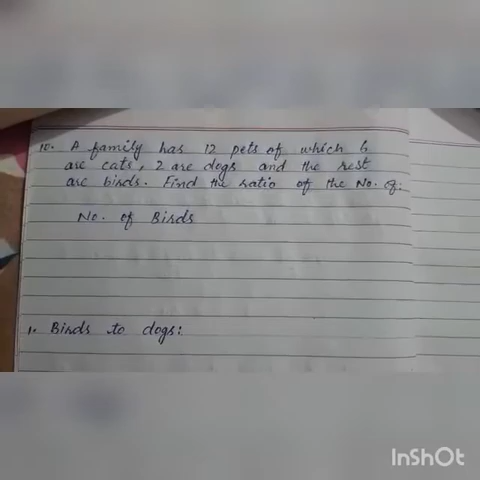 10. A family has 12 pets of which 6
are cats, 2 are dogs and the rest
are birds. Find the ratio of the No. of:
No. of Birds
1. Birds to dogs:
InShOt